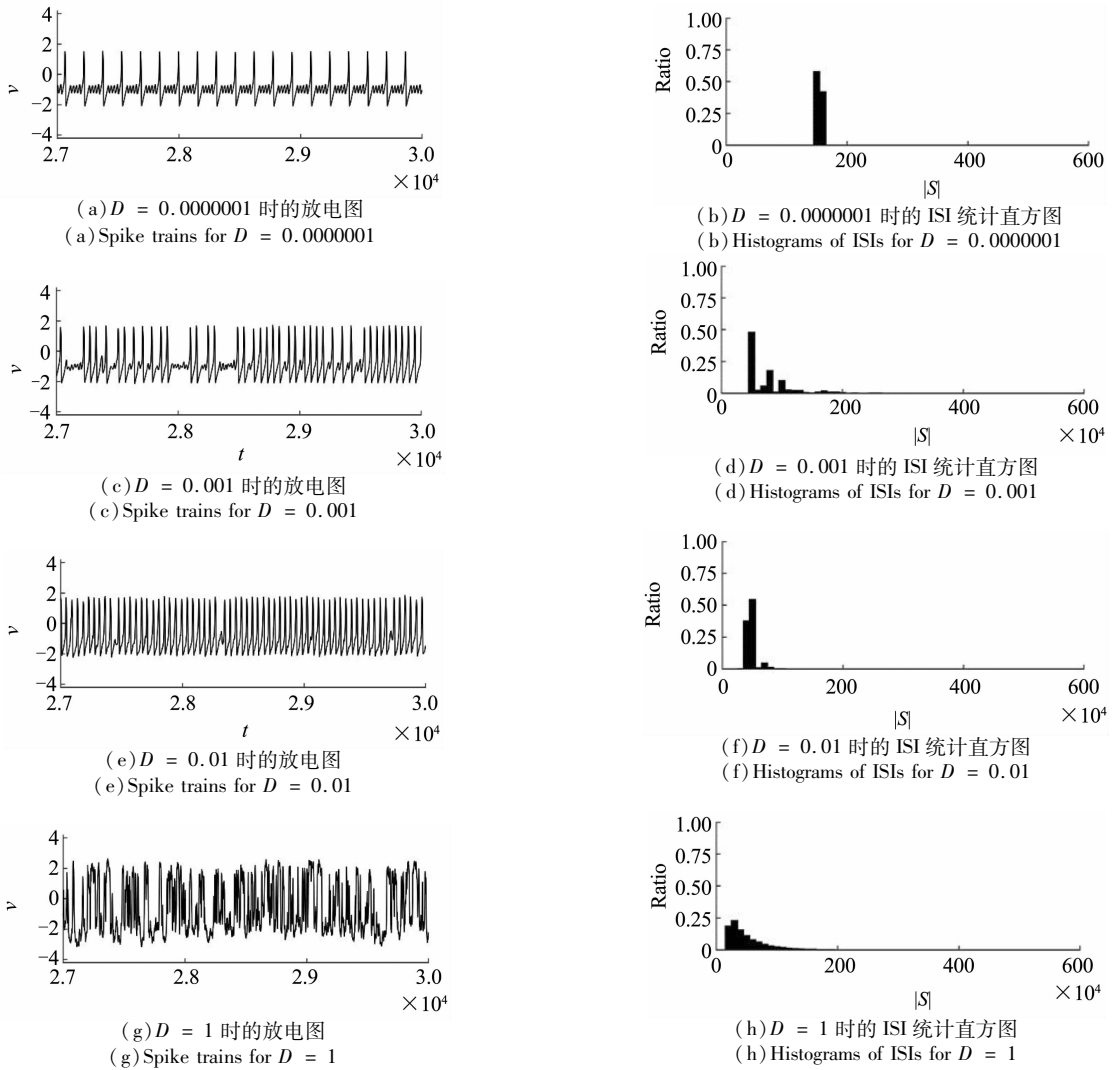 4
2
0
−2
−4
v
2.7
2.8
2.9
3.0
×10⁴
(a)D = 0.0000001 时的放电图
(a)Spike trains for D = 0.0000001
1.00
0.75
0.50
0.25
0
Ratio
0
200
400
600
|S|
(b)D = 0.0000001 时的 ISI 统计直方图
(b)Histograms of ISIs for D = 0.0000001
4
2
0
−2
−4
v
2.7
2.8
2.9
3.0
t
×10⁴
(c)D = 0.001 时的放电图
(c)Spike trains for D = 0.001
1.00
0.75
0.50
0.25
0
Ratio
0
200
400
600
|S|
×10⁴
(d)D = 0.001 时的 ISI 统计直方图
(d)Histograms of ISIs for D = 0.001
4
2
0
−2
−4
v
2.7
2.8
2.9
3.0
t
×10⁴
(e)D = 0.01 时的放电图
(e)Spike trains for D = 0.01
1.00
0.75
0.50
0.25
0
Ratio
0
200
400
600
|S|
×10⁴
(f)D = 0.01 时的 ISI 统计直方图
(f)Histograms of ISIs for D = 0.01
4
2
0
−2
−4
v
2.7
2.8
2.9
3.0
×10⁴
(g)D = 1 时的放电图
(g)Spike trains for D = 1
1.00
0.75
0.50
0.25
0
Ratio
0
200
400
600
|S|
×10⁴
(h)D = 1 时的 ISI 统计直方图
(h)Histograms of ISIs for D = 1